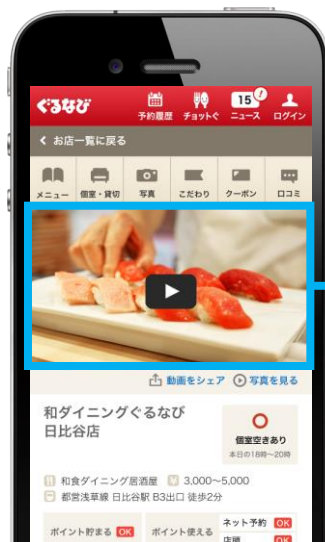 ぐるなび
予約履歴
チョットぐ
15
!
ニュース
ログイン
< お店一覧に戻る
メニュー
個室・貸切
写真
こだわり
クーポン
口コミ
動画をシェア
写真を見る
和ダイニングぐるなび
日比谷店
個室空きあり
本日の18時〜20時
和食ダイニング居酒屋 3,000〜5,000
都営浅草線 日比谷駅 B3出口 徒歩2分
ポイント貯まる OK
ポイント使える
ネット予約 OK
店頭 OK